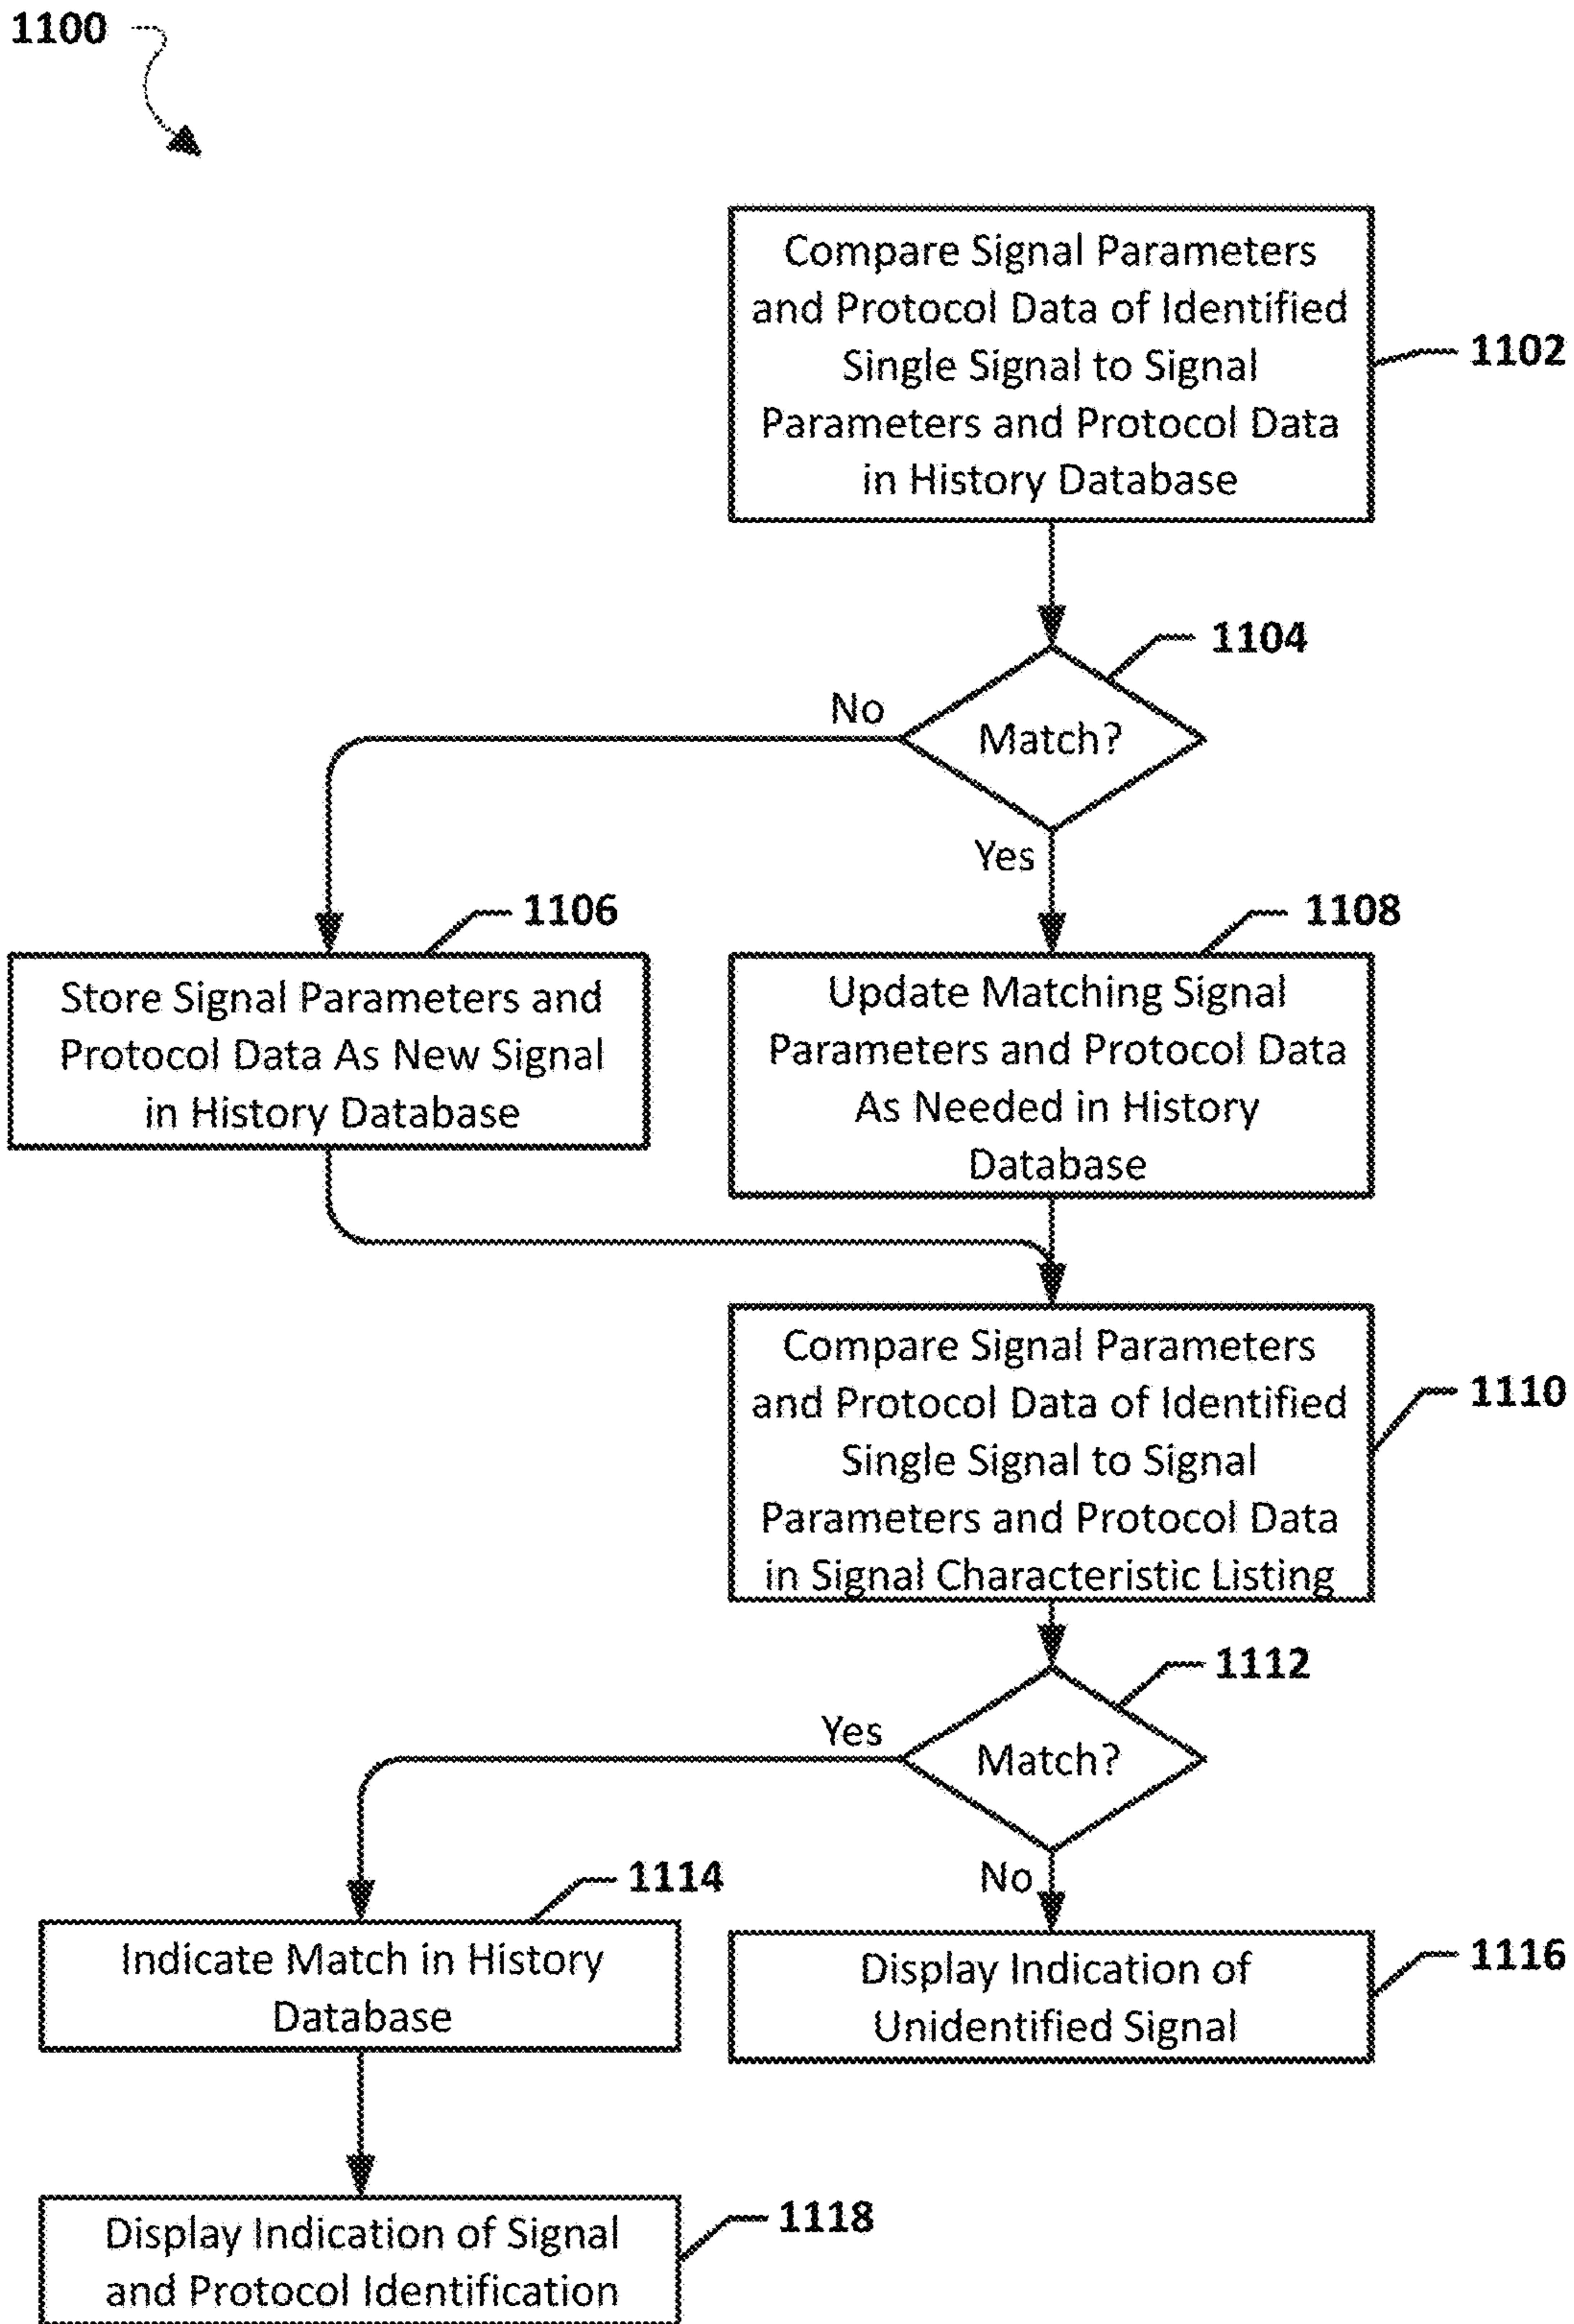 1100
Compare Signal Parameters
and Protocol Data of Identified
Single Signal to Signal
Parameters and Protocol Data
in History Database
1102
1104
Match?
No
Yes
1106
Store Signal Parameters and
Protocol Data As New Signal
in History Database
1108
Update Matching Signal
Parameters and Protocol Data
As Needed in History
Database
Compare Signal Parameters
and Protocol Data of Identified
Single Signal to Signal
Parameters and Protocol Data
in Signal Characteristic Listing
1110
1112
Match?
Yes
No
1114
Indicate Match in History
Database
Display Indication of
Unidentified Signal
1116
Display Indication of Signal
and Protocol Identification
1118